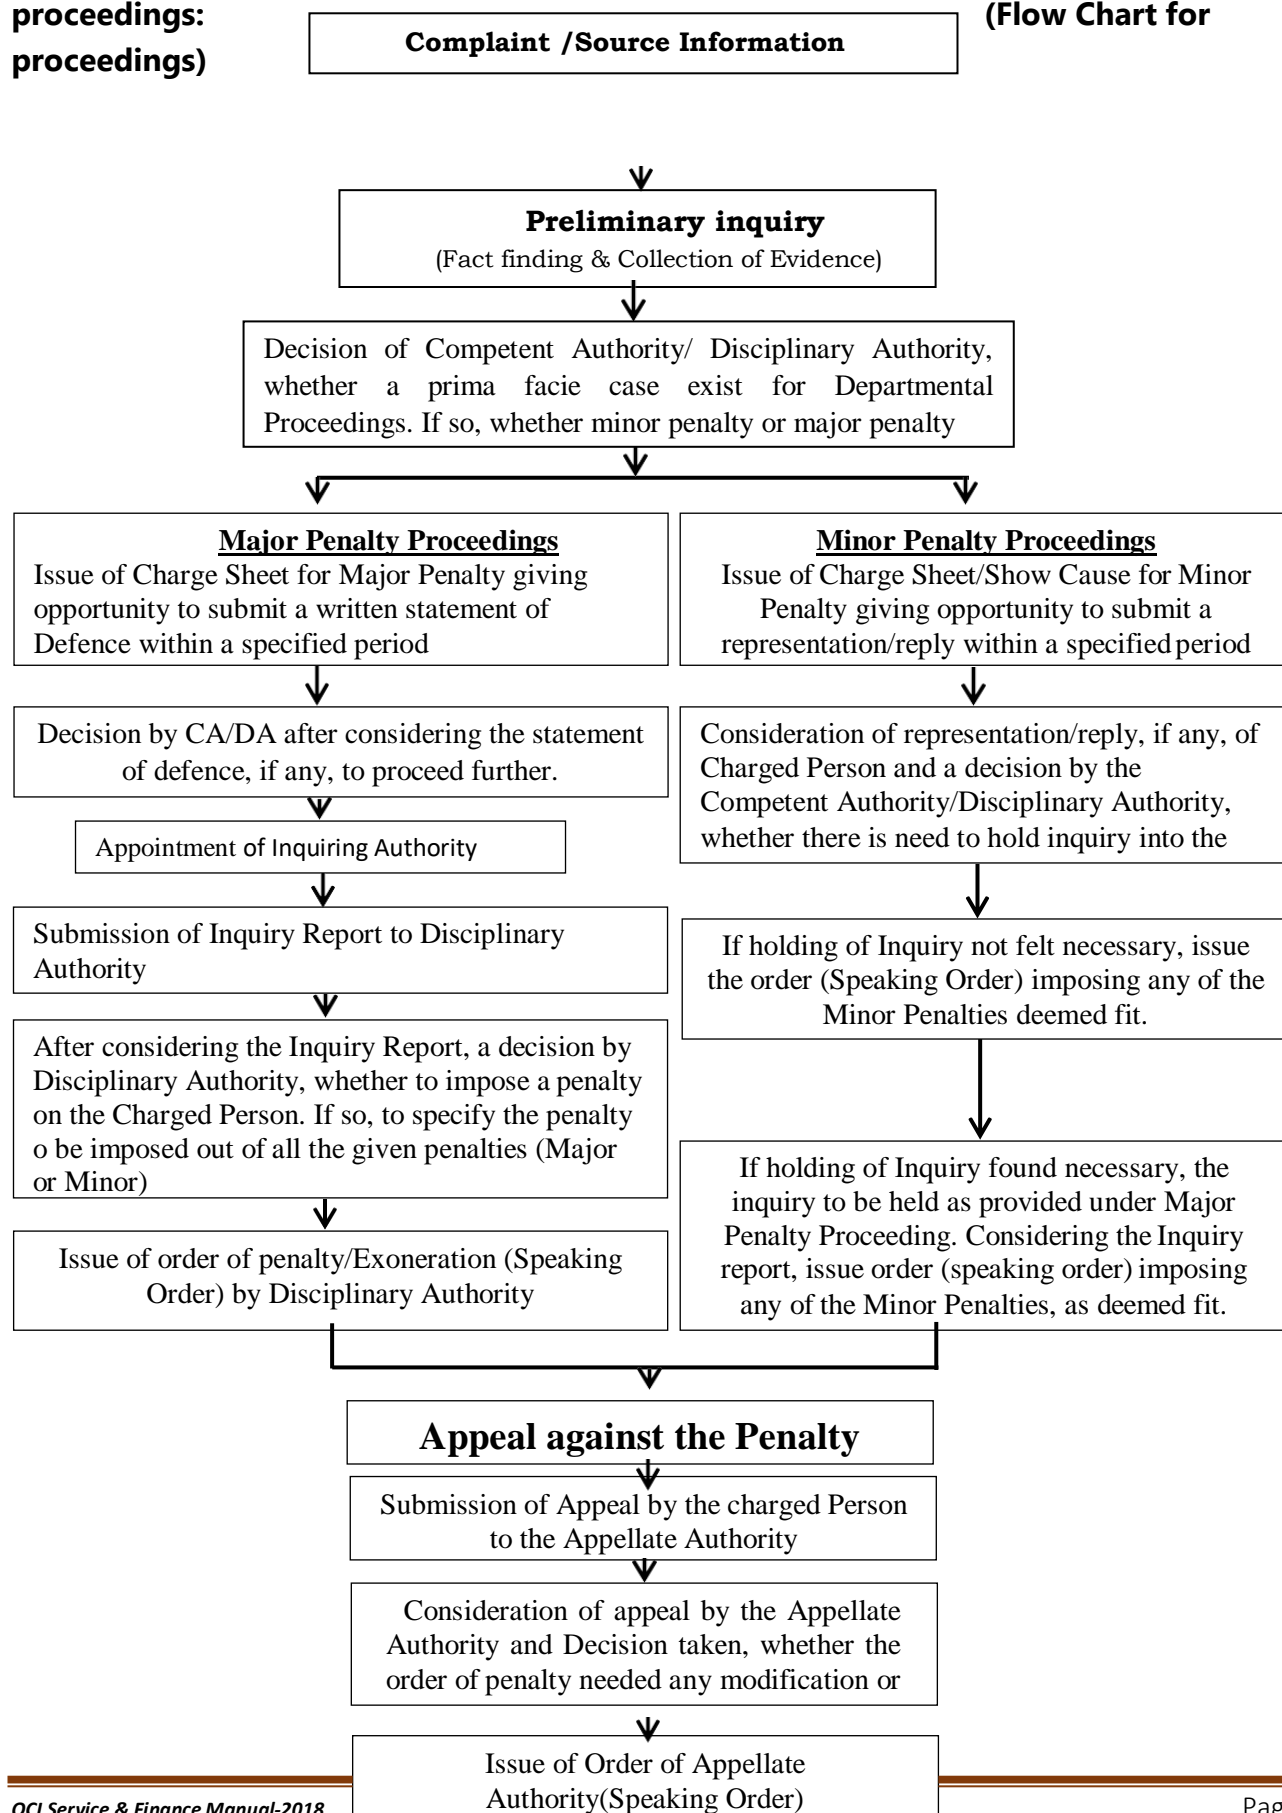 proceedings:
(Flow Chart for
proceedings)
Complaint /Source Information
Preliminary inquiry
(Fact finding & Collection of Evidence)
Decision of Competent Authority/ Disciplinary Authority,
whether a prima facie case exist for Departmental
Proceedings. If so, whether minor penalty or major penalty
Major Penalty Proceedings
Issue of Charge Sheet for Major Penalty giving
opportunity to submit a written statement of
Defence within a specified period
Decision by CA/DA after considering the statement
of defence, if any, to proceed further.
Appointment of Inquiring Authority
Submission of Inquiry Report to Disciplinary
Authority
After considering the Inquiry Report, a decision by
Disciplinary Authority, whether to impose a penalty
on the Charged Person. If so, to specify the penalty
o be imposed out of all the given penalties (Major
or Minor)
Issue of order of penalty/Exoneration (Speaking
Order) by Disciplinary Authority
Minor Penalty Proceedings
Issue of Charge Sheet/Show Cause for Minor
Penalty giving opportunity to submit a
representation/reply within a specified period
Consideration of representation/reply, if any, of
Charged Person and a decision by the
Competent Authority/Disciplinary Authority,
whether there is need to hold inquiry into the
If holding of Inquiry not felt necessary, issue
the order (Speaking Order) imposing any of the
Minor Penalties deemed fit.
If holding of Inquiry found necessary, the
inquiry to be held as provided under Major
Penalty Proceeding. Considering the Inquiry
report, issue order (speaking order) imposing
any of the Minor Penalties, as deemed fit.
Appeal against the Penalty
Submission of Appeal by the charged Person
to the Appellate Authority
Consideration of appeal by the Appellate
Authority and Decision taken, whether the
order of penalty needed any modification or
Issue of Order of Appellate
Authority(Speaking Order)
Service & Finance Manual-2018
Pag